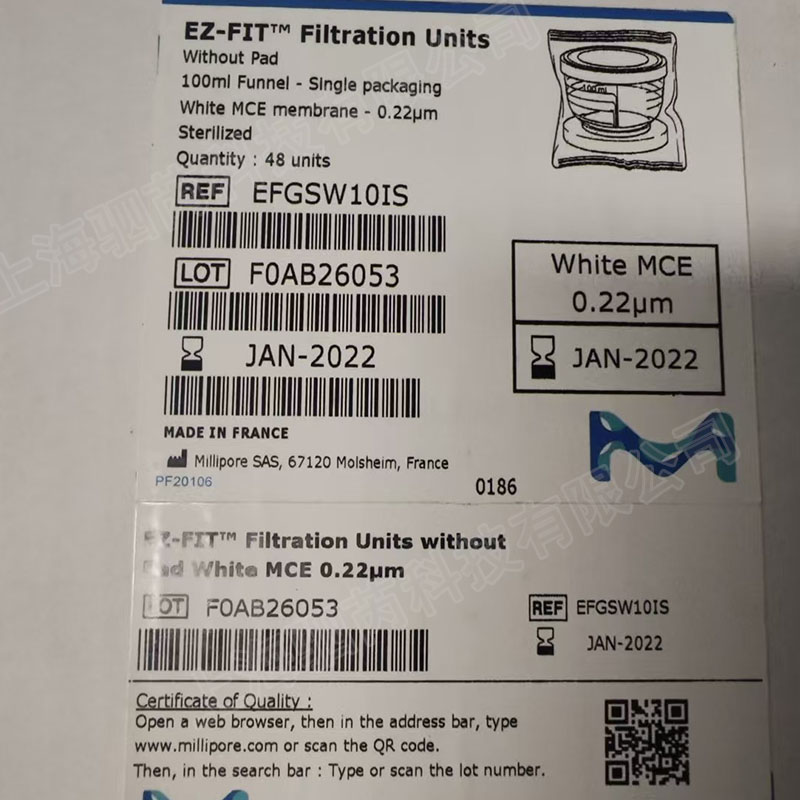 EZ-FIT™ Filtration Units
Without Pad
100ml Funnel - Single packaging
White MCE membrane - 0.22µm
Sterilized
Quantity : 48 units
100ml
REF EFGSW10IS
LOT F0AB26053
JAN-2022
White MCE
0.22µm
JAN-2022
MADE IN FRANCE
Millipore SAS, 67120 Molsheim, France
PF20106
0186
EZ-FIT™ Filtration Units without
Pad White MCE 0.22µm
LOT F0AB26053
REF EFGSW10IS
JAN-2022
Certificate of Quality :
Open a web browser, then in the address bar, type
www.millipore.com or scan the QR code.
Then, in the search bar : Type or scan the lot number.